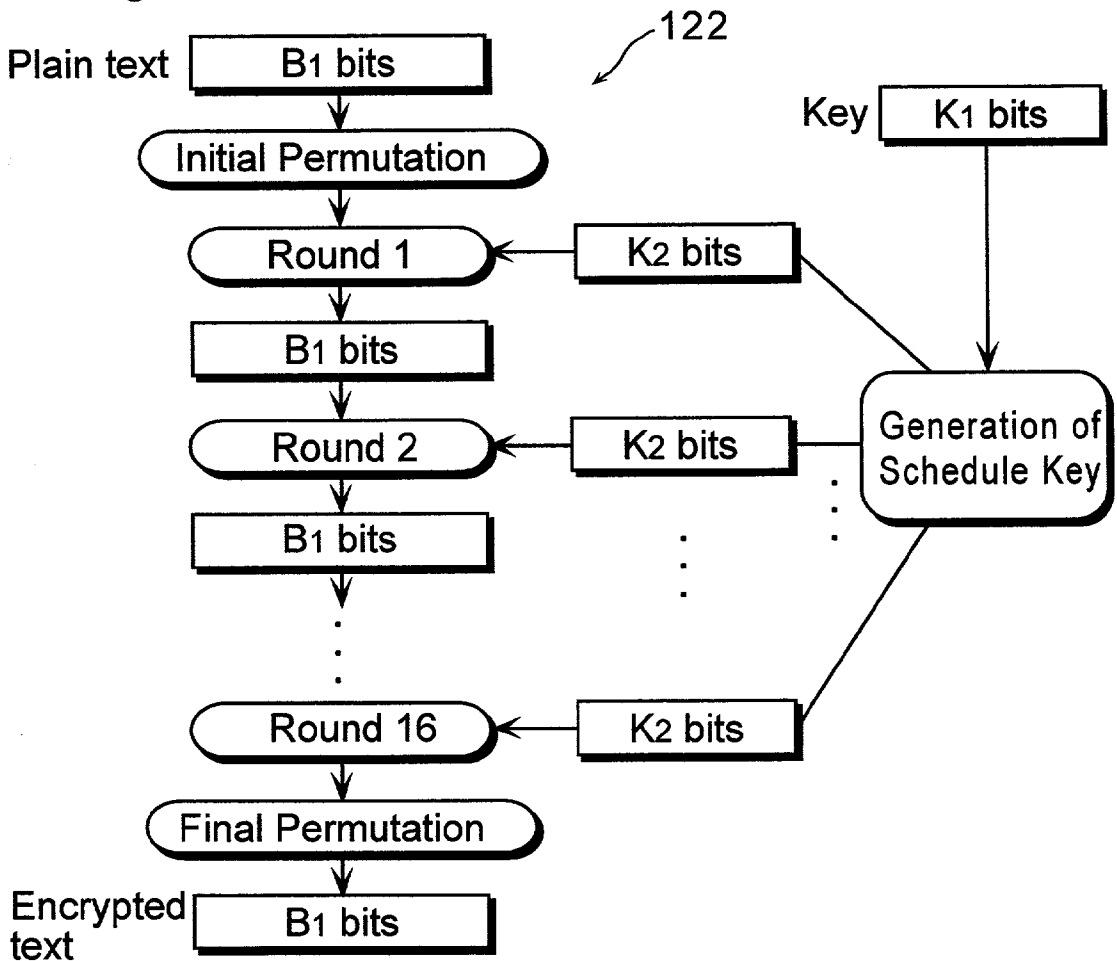 122
Plain text
B1 bits
Key
K1 bits
Initial Permutation
Round 1
K2 bits
B1 bits
Round 2
K2 bits
Generation of
Schedule Key
B1 bits
Round 16
K2 bits
Final Permutation
Encrypted
text
B1 bits